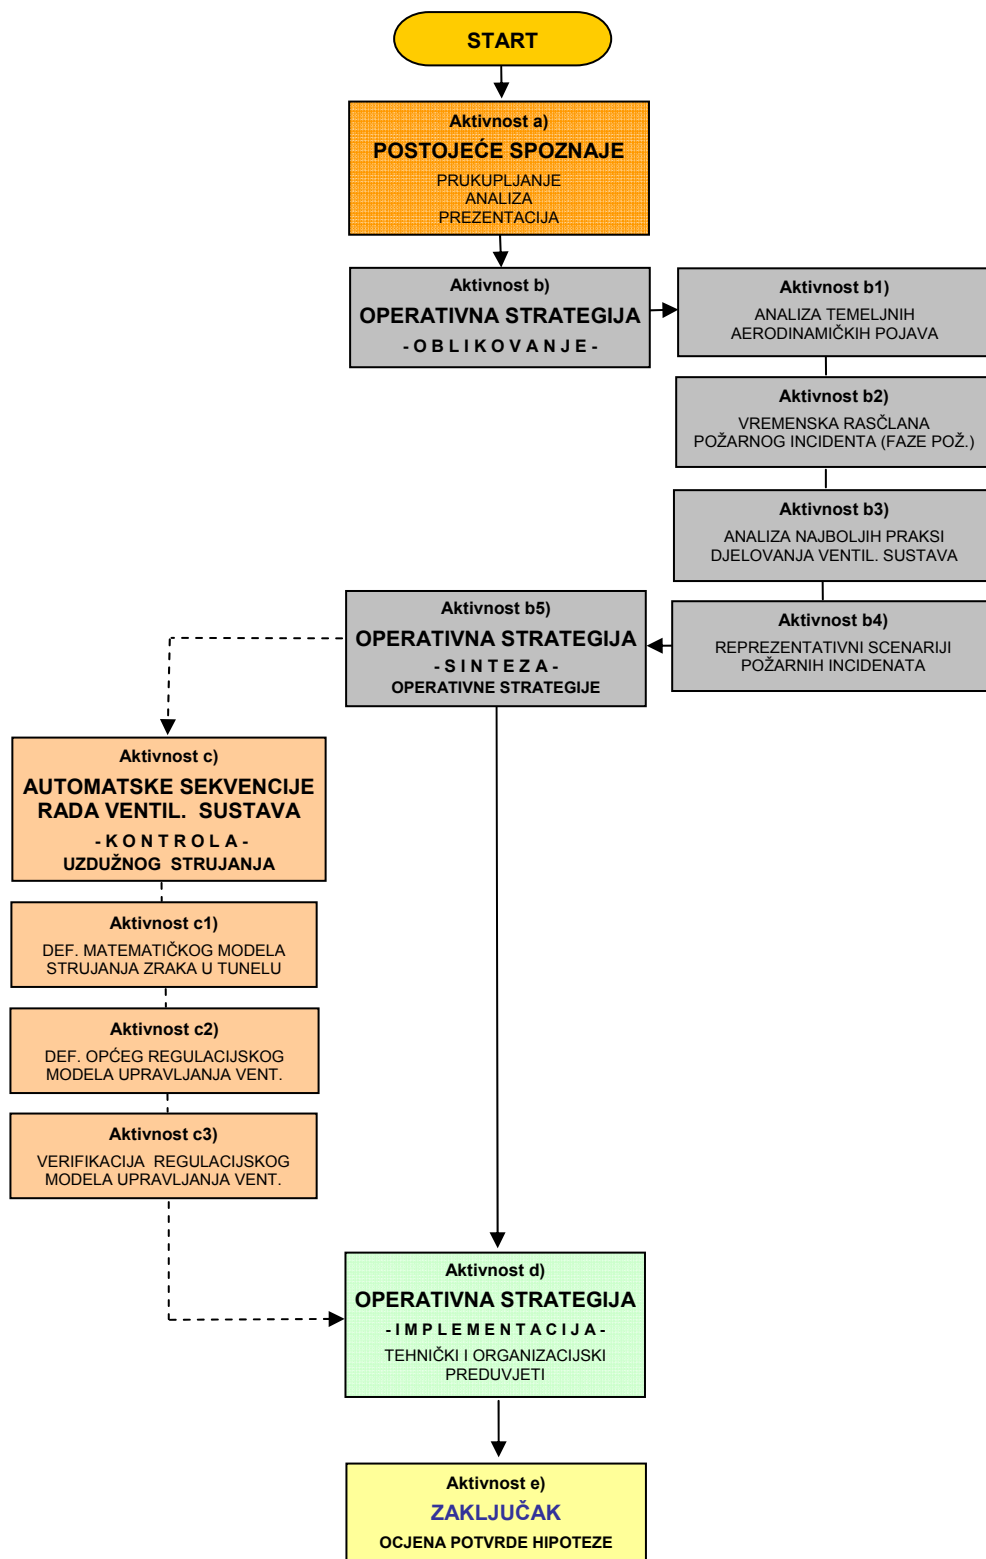 START
Aktivnost a)
POSTOJEĆE SPOZNAJE
PRUKUPLJANJE
ANALIZA
PREZENTACIJA
Aktivnost b)
OPERATIVNA STRATEGIJA
- O B L I K O V A N J E -
Aktivnost b1)
ANALIZA TEMELJNIH
AERODINAMIČKIH POJAVA
Aktivnost b2)
VREMENSKA RASČLANA
POŽARNOG INCIDENTA (FAZE POŽ.)
Aktivnost b3)
ANALIZA NAJBOLJIH PRAKSI
DJELOVANJA VENTIL. SUSTAVA
Aktivnost b4)
REPREZENTATIVNI SCENARIJI
POŽARNIH INCIDENATA
Aktivnost b5)
OPERATIVNA STRATEGIJA
- S I N T E Z A -
OPERATIVNE STRATEGIJE
Aktivnost c)
AUTOMATSKE SEKVENCIJE
RADA VENTIL. SUSTAVA
- K O N T R O L A -
UZDUŽNOG STRUJANJA
Aktivnost c1)
DEF. MATEMATIČKOG MODELA
STRUJANJA ZRAKA U TUNELU
Aktivnost c2)
DEF. OPĆEG REGULACIJSKOG
MODELA UPRAVLJANJA VENT.
Aktivnost c3)
VERIFIKACIJA REGULACIJSKOG
MODELA UPRAVLJANJA VENT.
Aktivnost d)
OPERATIVNA STRATEGIJA
- I M P L E M E N T A C I J A -
TEHNIČKI I ORGANIZACIJSKI
PREDUVJETI
Aktivnost e)
ZAKLJUČAK
OCJENA POTVRDE HIPOTEZE